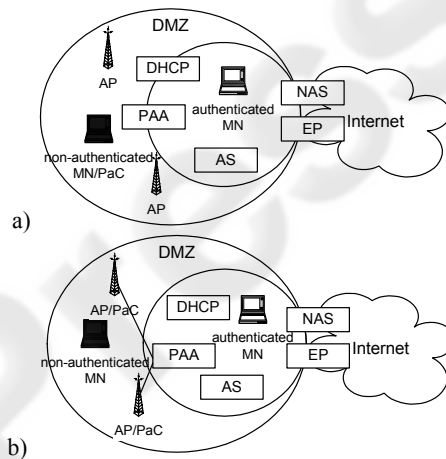 DMZ
AP
DHCP
authenticated
MN
NAS
PAA
EP
Internet
non-authenticated
MN/PaC
AS
AP
a)
DMZ
AP/PaC
DHCP
authenticated
MN
NAS
non-authenticated
MN
PAA
EP
Internet
AS
AP/PaC
b)